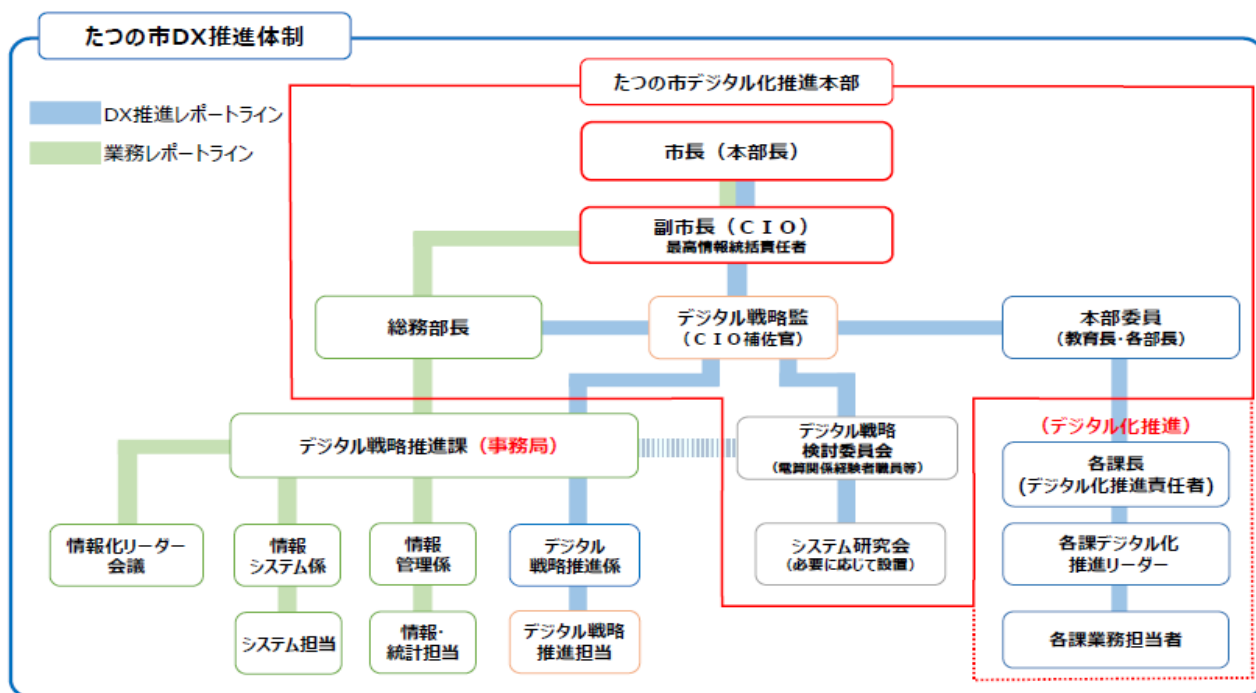 たつの市DX推進体制
たつの市デジタル化推進本部
DX推進レポートライン
業務レポートライン
市長（本部長）
副市長（ＣＩＯ）
最高情報統括責任者
総務部長
デジタル戦略監
（ＣＩＯ補佐官）
本部委員
（教育長・各部長）
デジタル戦略推進課（事務局）
デジタル戦略
検討委員会
（電算関係経験者職員等）
（デジタル化推進）
各課長
(デジタル化推進責任者)
情報化リーダー
会議
情報
システム係
情報
管理係
デジタル
戦略推進係
システム研究会
（必要に応じて設置）
各課デジタル化
推進リーダー
システム担当
情報・
統計担当
デジタル戦略
推進担当
各課業務担当者